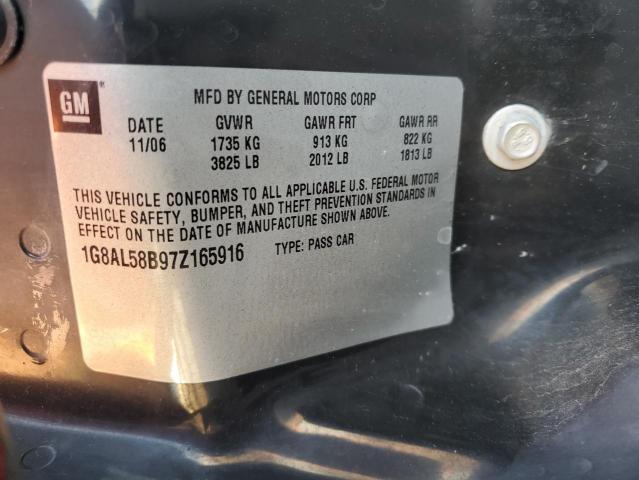 GM ®
MFD BY GENERAL MOTORS CORP
DATE GVWR GAWR FRT GAWR RR
11/06 1735 KG 913 KG 822 KG
3825 LB 2012 LB 1813 LB
THIS VEHICLE CONFORMS TO ALL APPLICABLE U.S. FEDERAL MOTOR
VEHICLE SAFETY, BUMPER, AND THEFT PREVENTION STANDARDS IN
EFFECT ON THE DATE OF MANUFACTURE SHOWN ABOVE.
1G8AL58B97Z165916 TYPE: PASS CAR